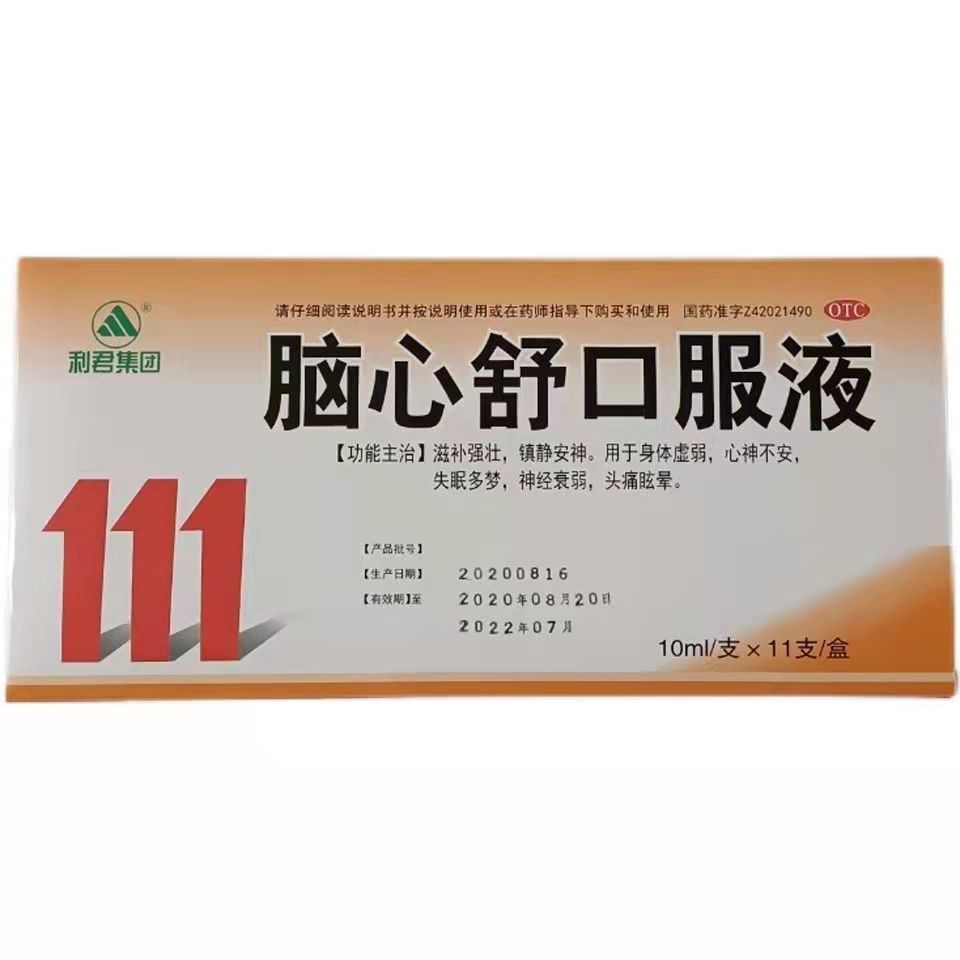 请仔细阅读说明书并按说明使用或在药师指导下购买和使用 国药准字Z42021490 OTC
®
利君集团
脑心舒口服液
【功能主治】滋补强壮，镇静安神。用于身体虚弱，心神不安，
失眠多梦，神经衰弱，头痛眩晕。
111
【产品批号】
【生产日期】 20200816
【有效期】至 2020年08月20日
2022年07月
10ml/支×11支/盒